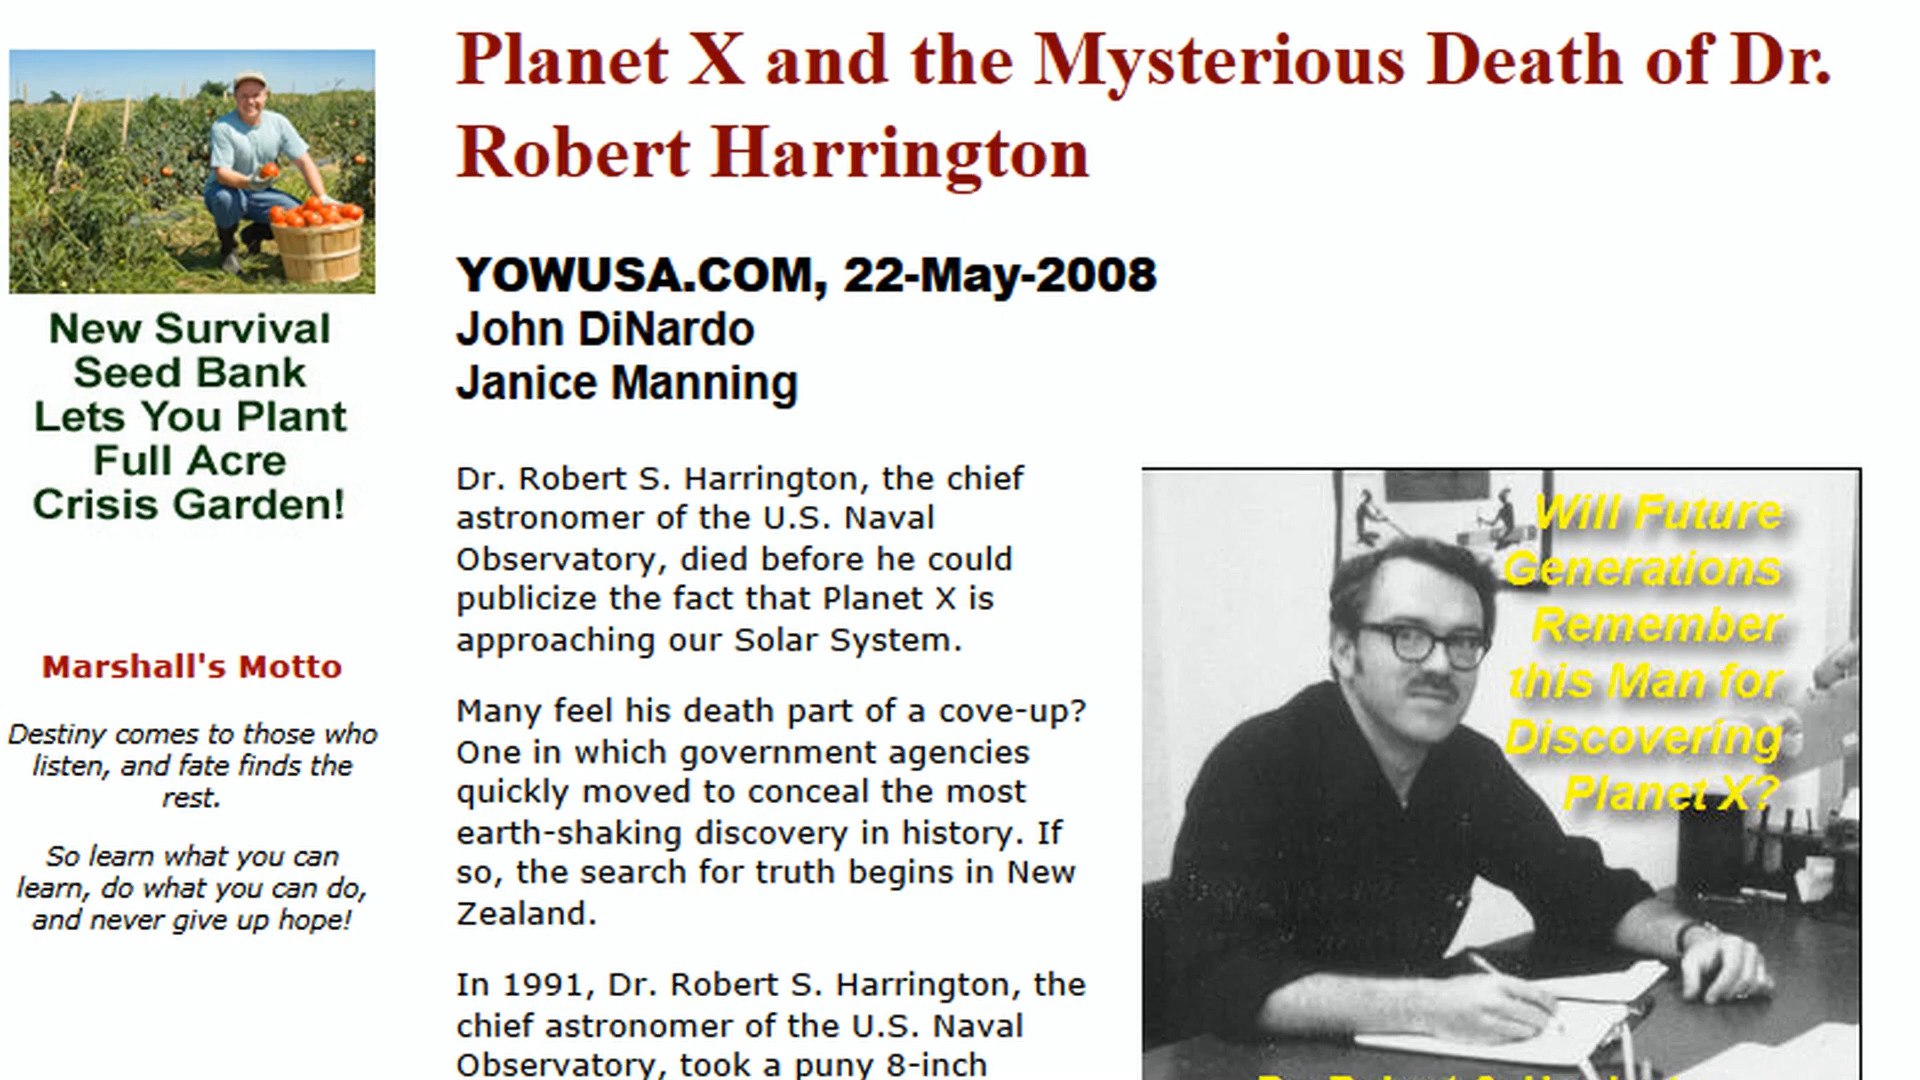 Planet X and the Mysterious Death of Dr.
Robert Harrington
YOWUSA.COM, 22-May-2008
John DiNardo
Janice Manning
New Survival
Seed Bank
Lets You Plant
Full Acre
Crisis Garden!
Marshall's Motto
Destiny comes to those who
listen, and fate finds the
rest.
So learn what you can
learn, do what you can do,
and never give up hope!
Dr. Robert S. Harrington, the chief
astronomer of the U.S. Naval
Observatory, died before he could
publicize the fact that Planet X is
approaching our Solar System.
Many feel his death part of a cove-up?
One in which government agencies
quickly moved to conceal the most
earth-shaking discovery in history. If
so, the search for truth begins in New
Zealand.
In 1991, Dr. Robert S. Harrington, the
chief astronomer of the U.S. Naval
Observatory, took a puny 8-inch
Will Future
Generations
Remember
this Man for
Discovering
Planet X?